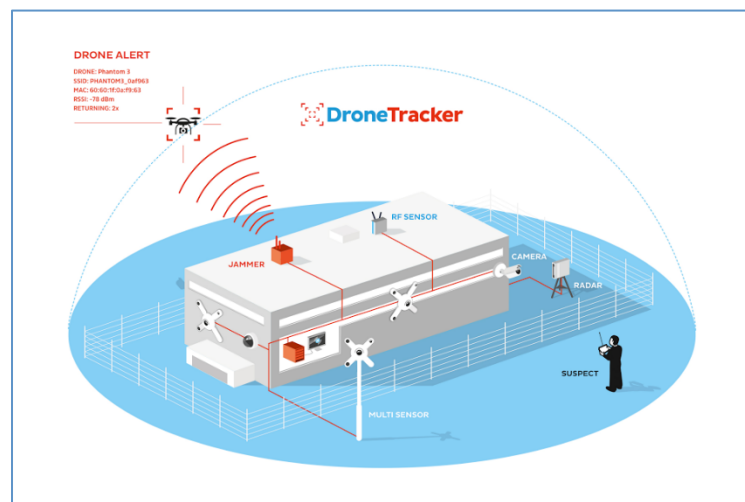 DRONE ALERT
DRONE: Phantom 3
SSID: PHANTOM3_0af963
MAC: 60:60:1f:0a:f9:63
RSSI: -78 dBm
RETURNING: 2x
DroneTracker
RF SENSOR
JAMMER
CAMERA
RADAR
SUSPECT
MULTI SENSOR